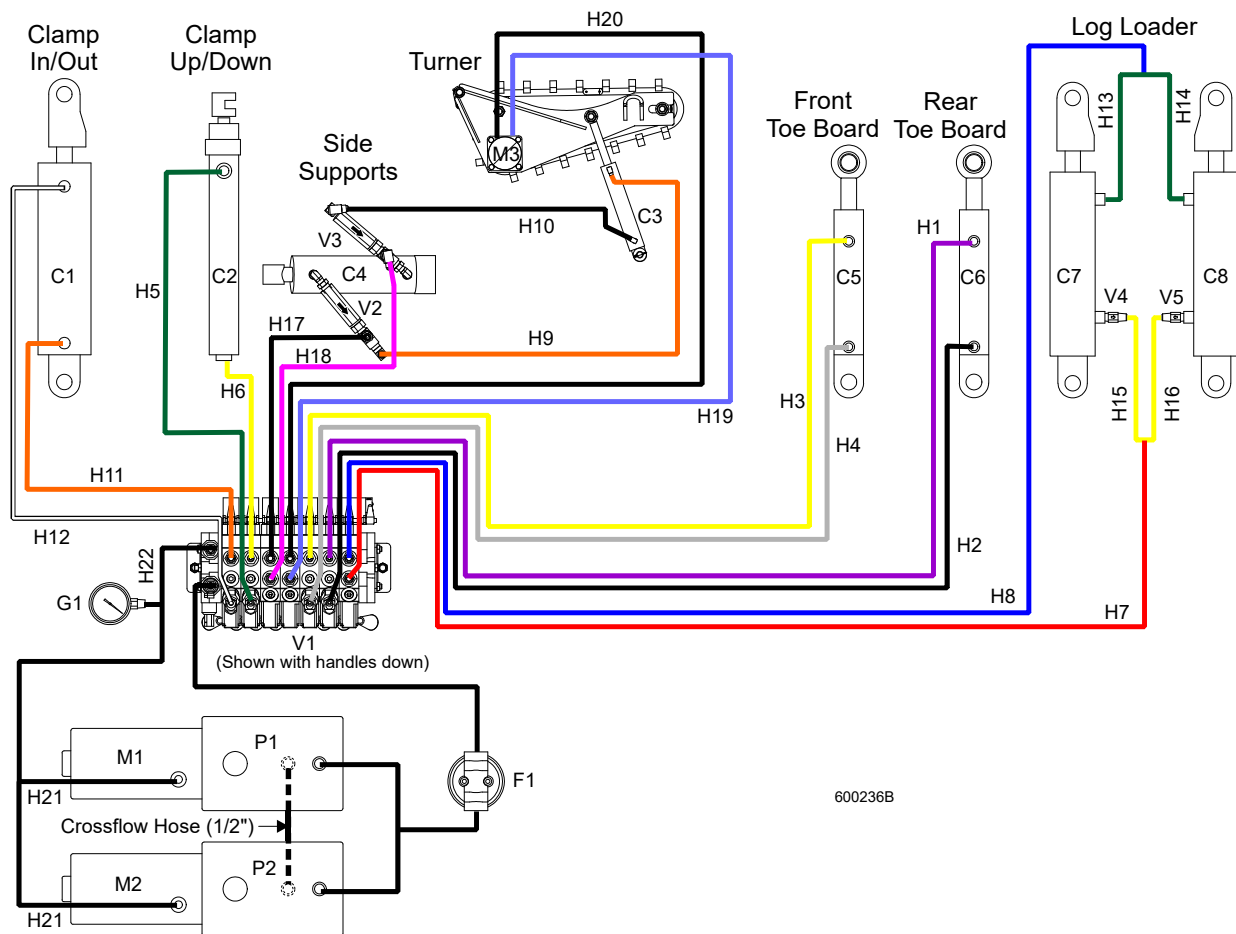 H20
Clamp
In/Out
Clamp
Up/Down
Turner
Log Loader
Front
Toe Board
Rear
Toe Board
Side
Supports
M3
H13
H14
H10
C3
V3
H1
C1
H5
C2
C4
C5
C6
C7
C8
V2
V4
V5
H17
H18
H9
H6
H3
H19
H15
H16
H4
H11
H12
H22
H2
G1
H8
H7
V1
(Shown with handles down)
P1
M1
F1
H21
600236B
Crossflow Hose (1/2")
P2
M2
H21